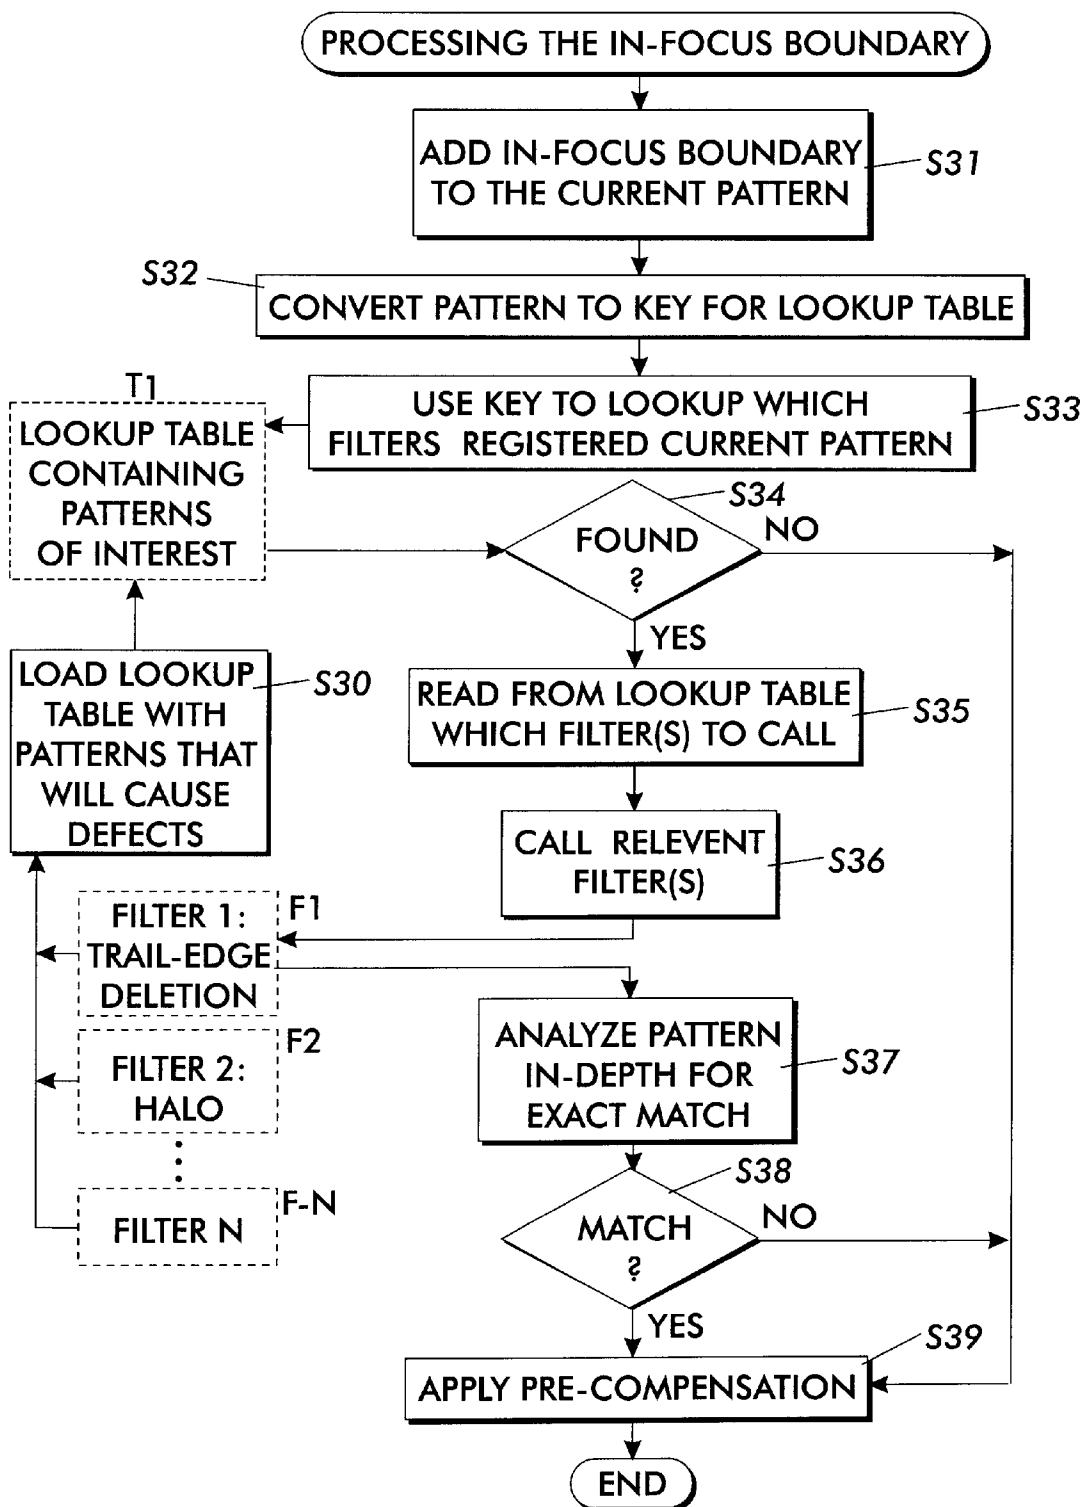 PROCESSING THE IN-FOCUS BOUNDARY
ADD IN-FOCUS BOUNDARY
TO THE CURRENT PATTERN
S31
S32
CONVERT PATTERN TO KEY FOR LOOKUP TABLE
T1
LOOKUP TABLE
CONTAINING
PATTERNS
OF INTEREST
USE KEY TO LOOKUP WHICH
FILTERS REGISTERED CURRENT PATTERN
S33
S34
FOUND
?
NO
YES
LOAD LOOKUP
TABLE WITH
PATTERNS THAT
WILL CAUSE
DEFECTS
S30
READ FROM LOOKUP TABLE
WHICH FILTER(S) TO CALL
S35
CALL RELEVENT
FILTER(S)
S36
FILTER 1:
TRAIL-EDGE
DELETION
F1
FILTER 2:
HALO
F2
FILTER N
F-N
ANALYZE PATTERN
IN-DEPTH FOR
EXACT MATCH
S37
S38
MATCH
?
NO
YES
S39
APPLY PRE-COMPENSATION
END